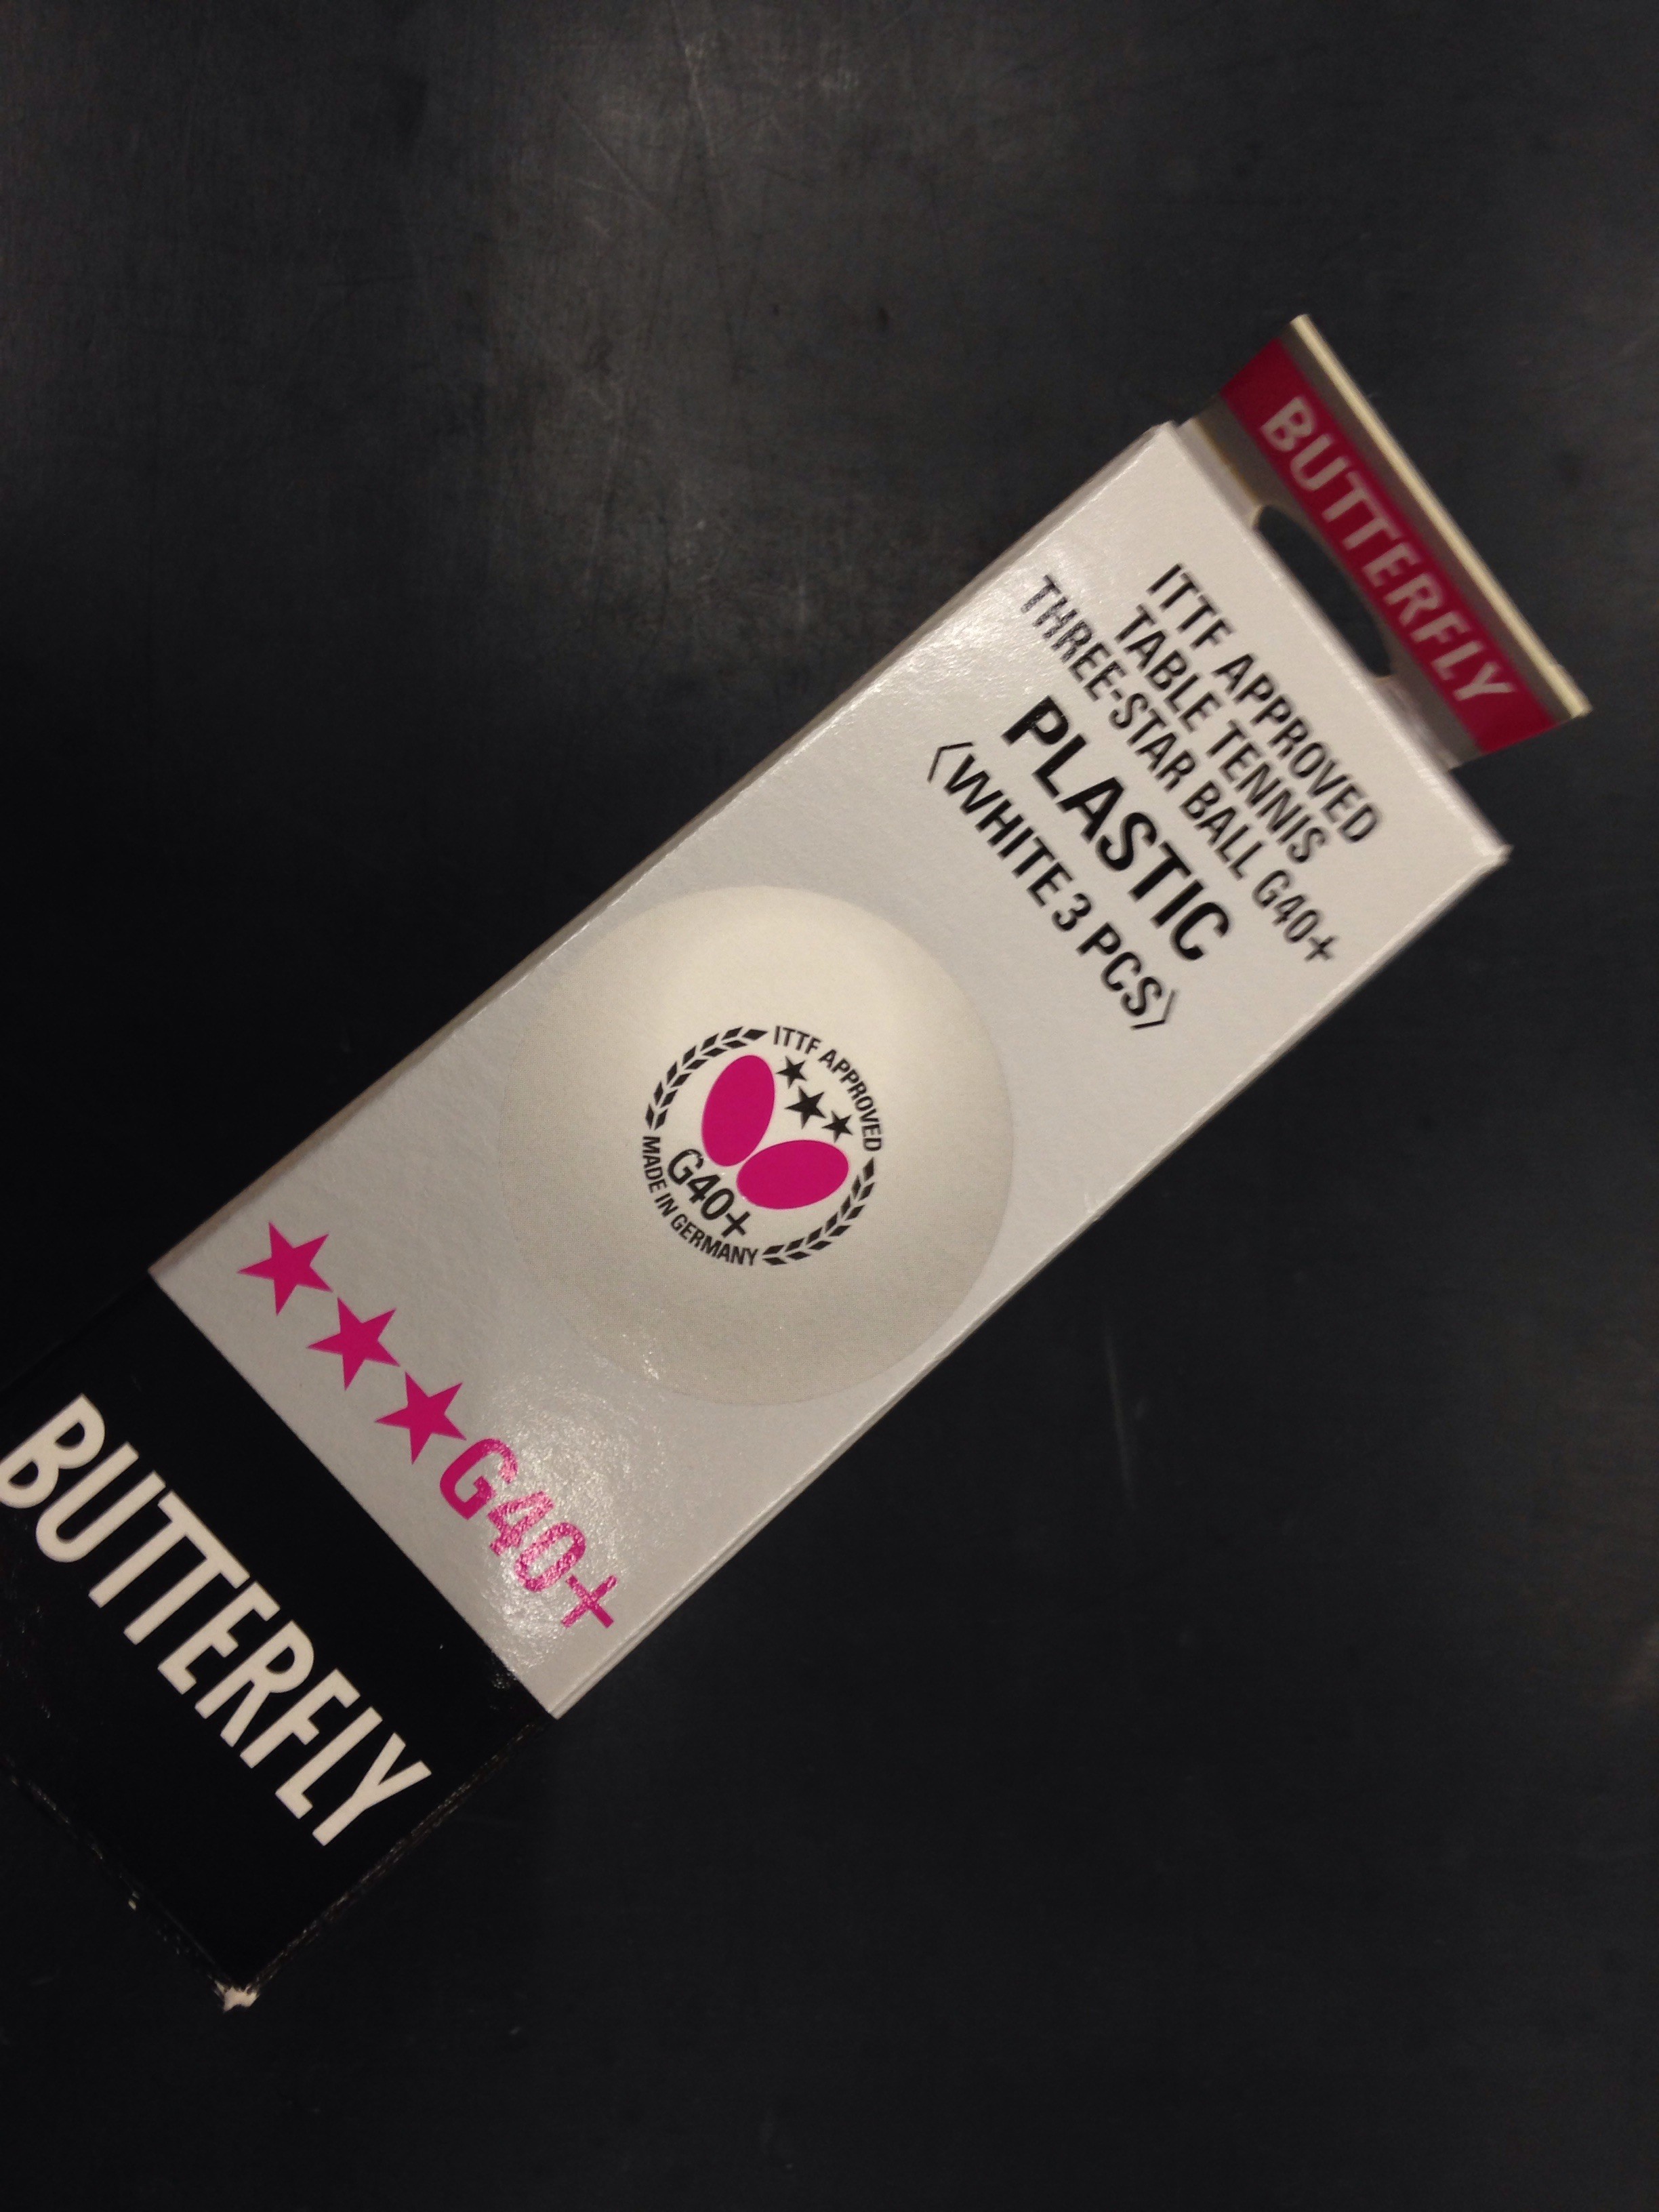 BUTTERFLY
ITTF APPROVED
TABLE TENNIS
THREE-STAR BALL G40+
PLASTIC
〈WHITE 3 PCS〉
ITTF APPROVED
★★★
G40+
MADE IN GERMANY
★★★G40+
BUTTERFLY